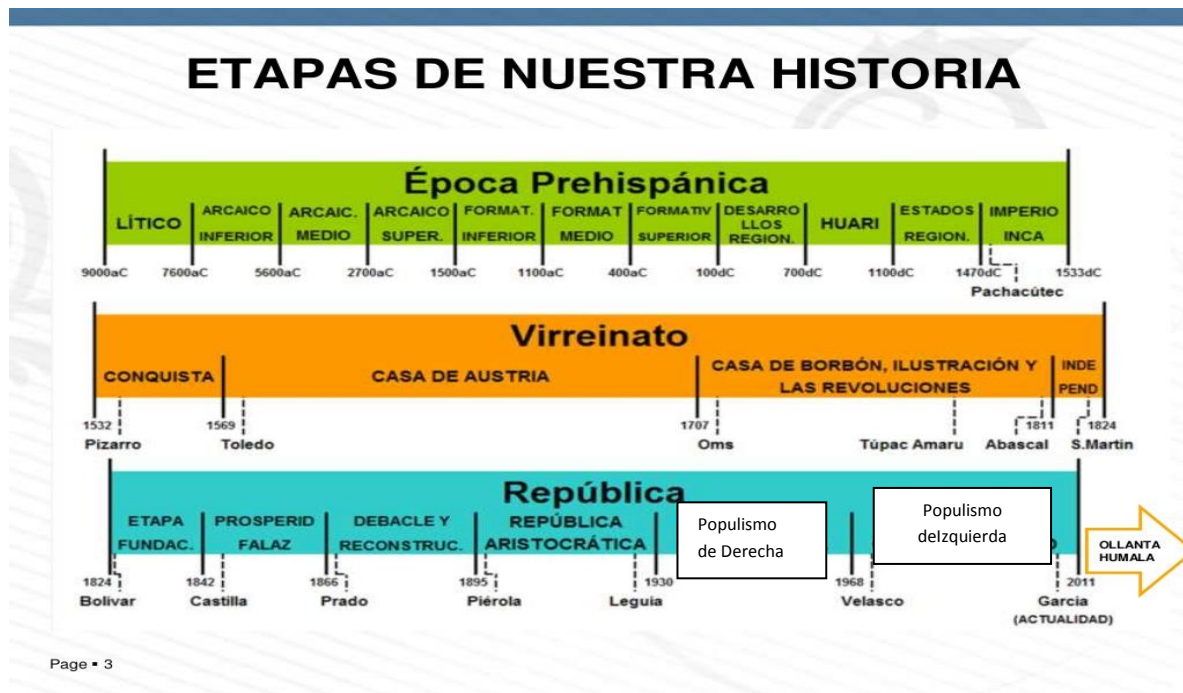 ETAPAS DE NUESTRA HISTORIA
Época Prehispánica
LÍTICO
ARCAICO
INFERIOR
ARCAIC.
MEDIO
ARCAICO
SUPER.
FORMAT.
INFERIOR
FORMAT
MEDIO
FORMATIV
SUPERIOR
DESARRO
LLOS
REGION.
HUARI
ESTADOS
REGION.
IMPERIO
INCA
9000aC 7600aC 5600aC 2700aC 1500aC 1100aC 400aC 100dC 700dC 1100dC 1470dC 1533dC
Pachacútec
Virreinato
CONQUISTA
CASA DE AUSTRIA
CASA DE BORBÓN, ILUSTRACIÓN Y
LAS REVOLUCIONES
INDE
PEND
1532 1569 1707 1811 1824
Pizarro Toledo Oms Túpac Amaru Abascal S.Martin
República
ETAPA
FUNDAC.
PROSPERID
FALAZ
DEBACLE Y
RECONSTRUC.
REPÚBLICA
ARISTOCRÁTICA
Populismo
de Derecha
Populismo
deIzquierda
OLLANTA
HUMALA
1824 1842 1866 1895 1930 1968 2011
Bolivar Castilla Prado Piérola Leguia Velasco Garcia
(ACTUALIDAD)
Page ▪ 3